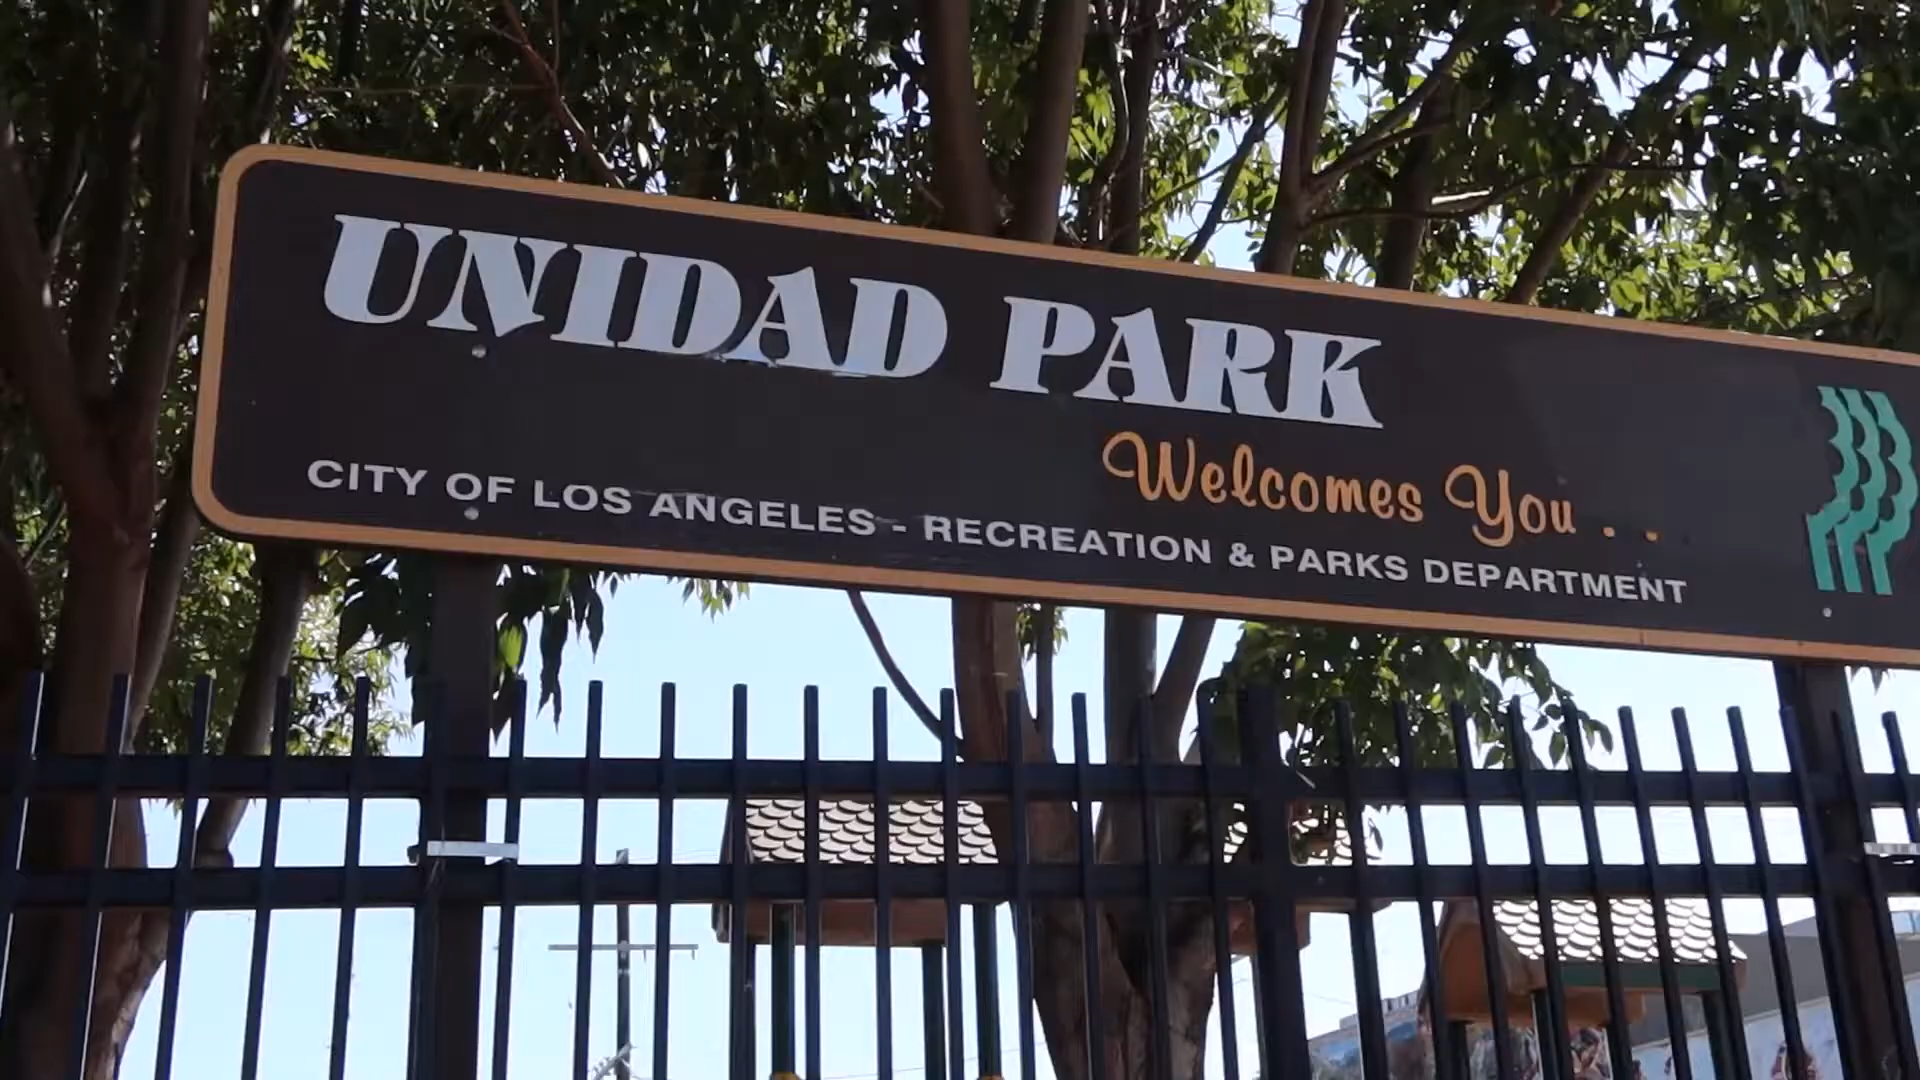 UNIDAD PARK
Welcomes You . .
CITY OF LOS ANGELES - RECREATION & PARKS DEPARTMENT